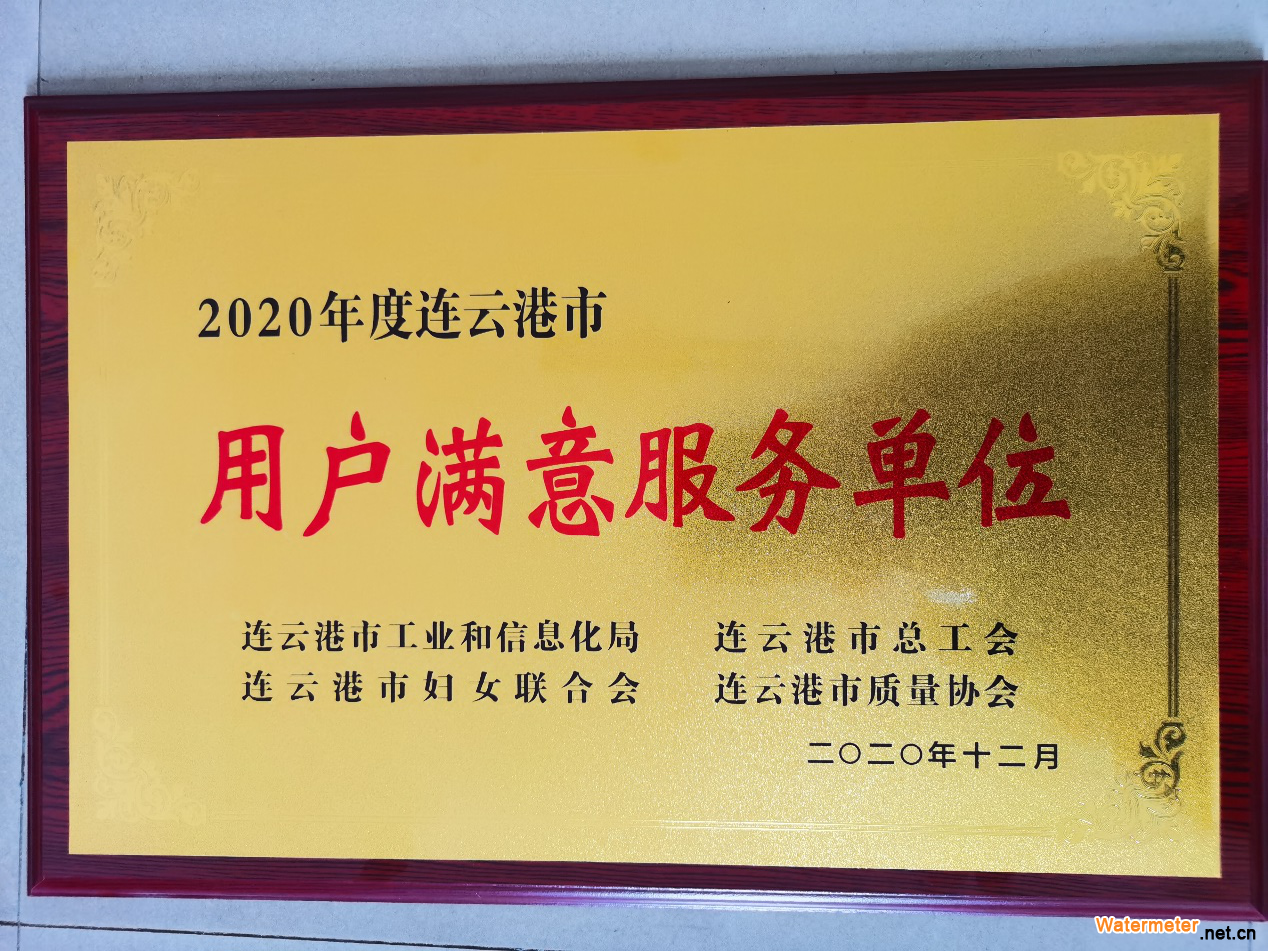 2020年度连云港市
用户满意服务单位
连云港市工业和信息化局 连云港市总工会
连云港市妇女联合会 连云港市质量协会
二〇二〇年十二月
Watermeter.net.cn